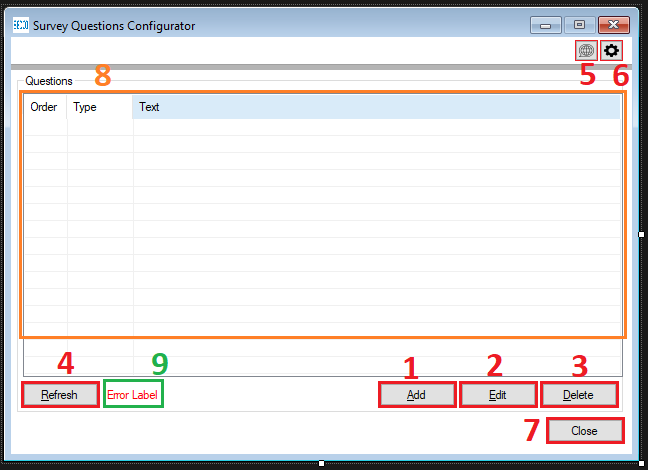 Survey Questions Configurator
5 6
Questions 8
Order Type Text
4 9 1 2 3
Refresh Error Label Add Edit Delete
7 Close